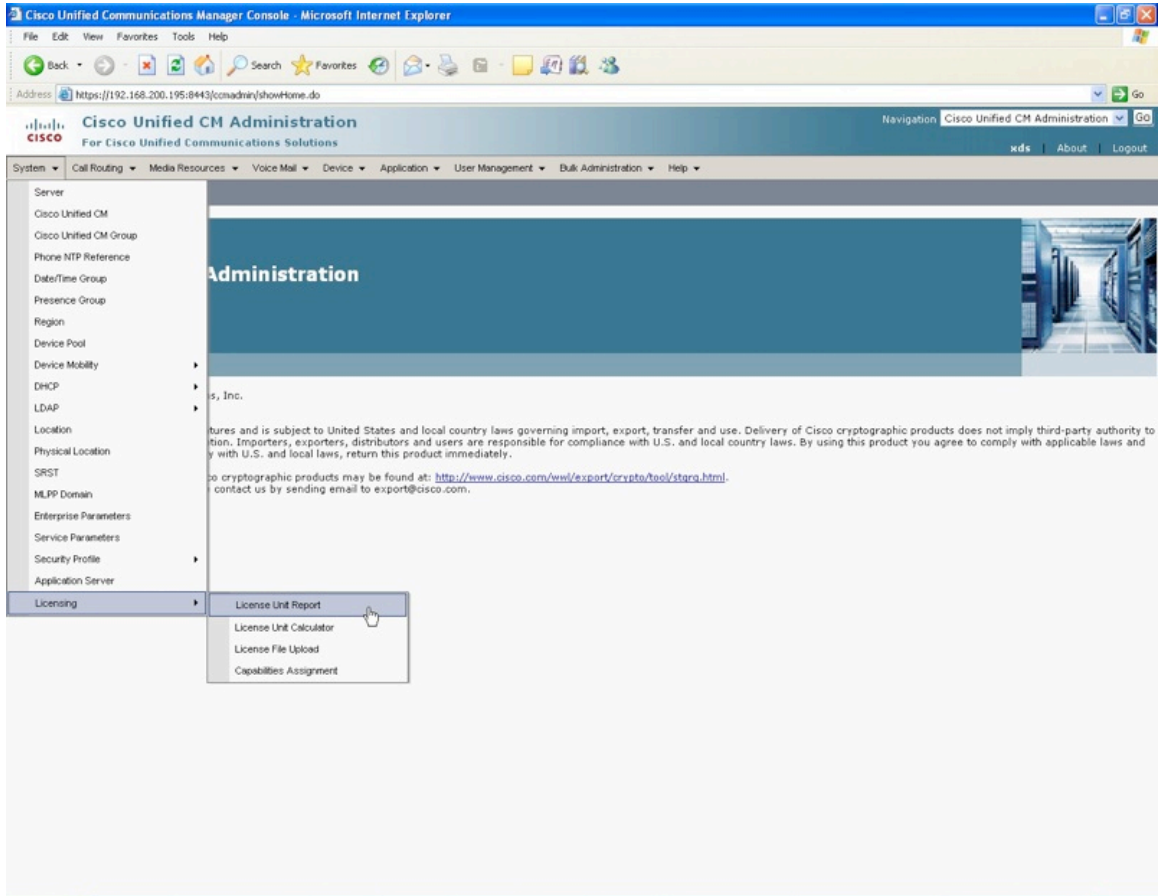 Cisco Unified Communications Manager Console - Microsoft Internet Explorer
File Edit View Favorites Tools Help
Back Search Favorites
Address https://192.168.200.195:8443/ccmadmin/showHome.do Go
CISCO
Cisco Unified CM Administration
For Cisco Unified Communications Solutions
Navigation Cisco Unified CM Administration Go
xds | About | Logout
System Call Routing Media Resources Voice Mail Device Application User Management Bulk Administration Help
Server
Cisco Unified CM
Cisco Unified CM Group
Phone NTP Reference
Date/Time Group
Presence Group
Region
Device Pool
Device Mobility
DHCP
LDAP
Location
Physical Location
SRST
MLPP Domain
Enterprise Parameters
Service Parameters
Security Profile
Application Server
Licensing
License Unit Report
License Unit Calculator
License File Upload
Capabilities Assignment
Administration
s, Inc.
tures and is subject to United States and local country laws governing import, export, transfer and use. Delivery of Cisco cryptographic products does not imply third-party authority to
tion. Importers, exporters, distributors and users are responsible for compliance with U.S. and local country laws. By using this product you agree to comply with applicable laws and
y with U.S. and local laws, return this product immediately.
o cryptographic products may be found at: http://www.cisco.com/wwl/export/crypto/tool/stqrg.html.
contact us by sending email to export@cisco.com.